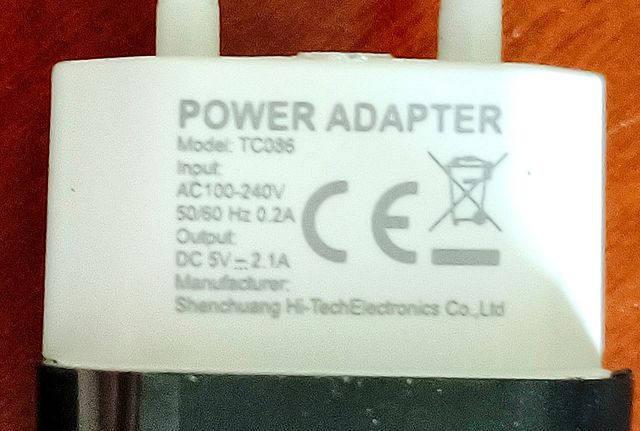 POWER ADAPTER
Model: TC086
Input:
AC100-240V
50/60 Hz 0.2A
Output:
DC 5V⎓2.1A
Manufacturer:
Shenchuang Hi-TechElectronics Co.,Ltd
CE